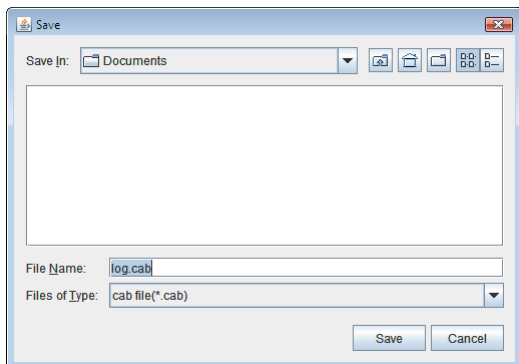 Save
Save In: Documents
File Name: log.cab
Files of Type: cab file(*.cab)
Save Cancel